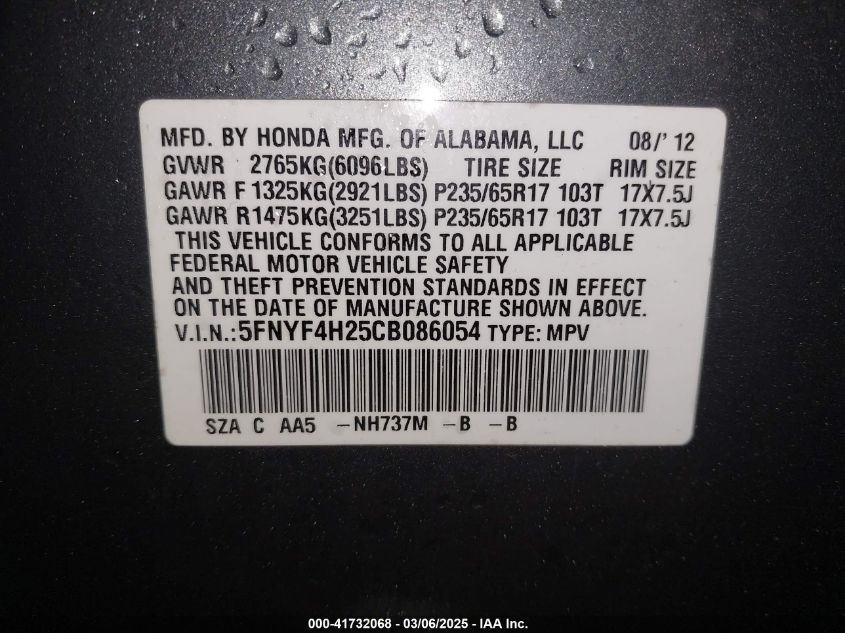 MFD. BY HONDA MFG. OF ALABAMA, LLC 08/'12
GVWR 2765KG(6096LBS) TIRE SIZE RIM SIZE
GAWR F 1325KG(2921LBS) P235/65R17 103T 17X7.5J
GAWR R1475KG(3251LBS) P235/65R17 103T 17X7.5J
THIS VEHICLE CONFORMS TO ALL APPLICABLE
FEDERAL MOTOR VEHICLE SAFETY
AND THEFT PREVENTION STANDARDS IN EFFECT
ON THE DATE OF MANUFACTURE SHOWN ABOVE.
V.I.N.:5FNYF4H25CB086054 TYPE: MPV
SZA C AA5 -NH737M -B -B
000-41732068 - 03/06/2025 - IAA Inc.